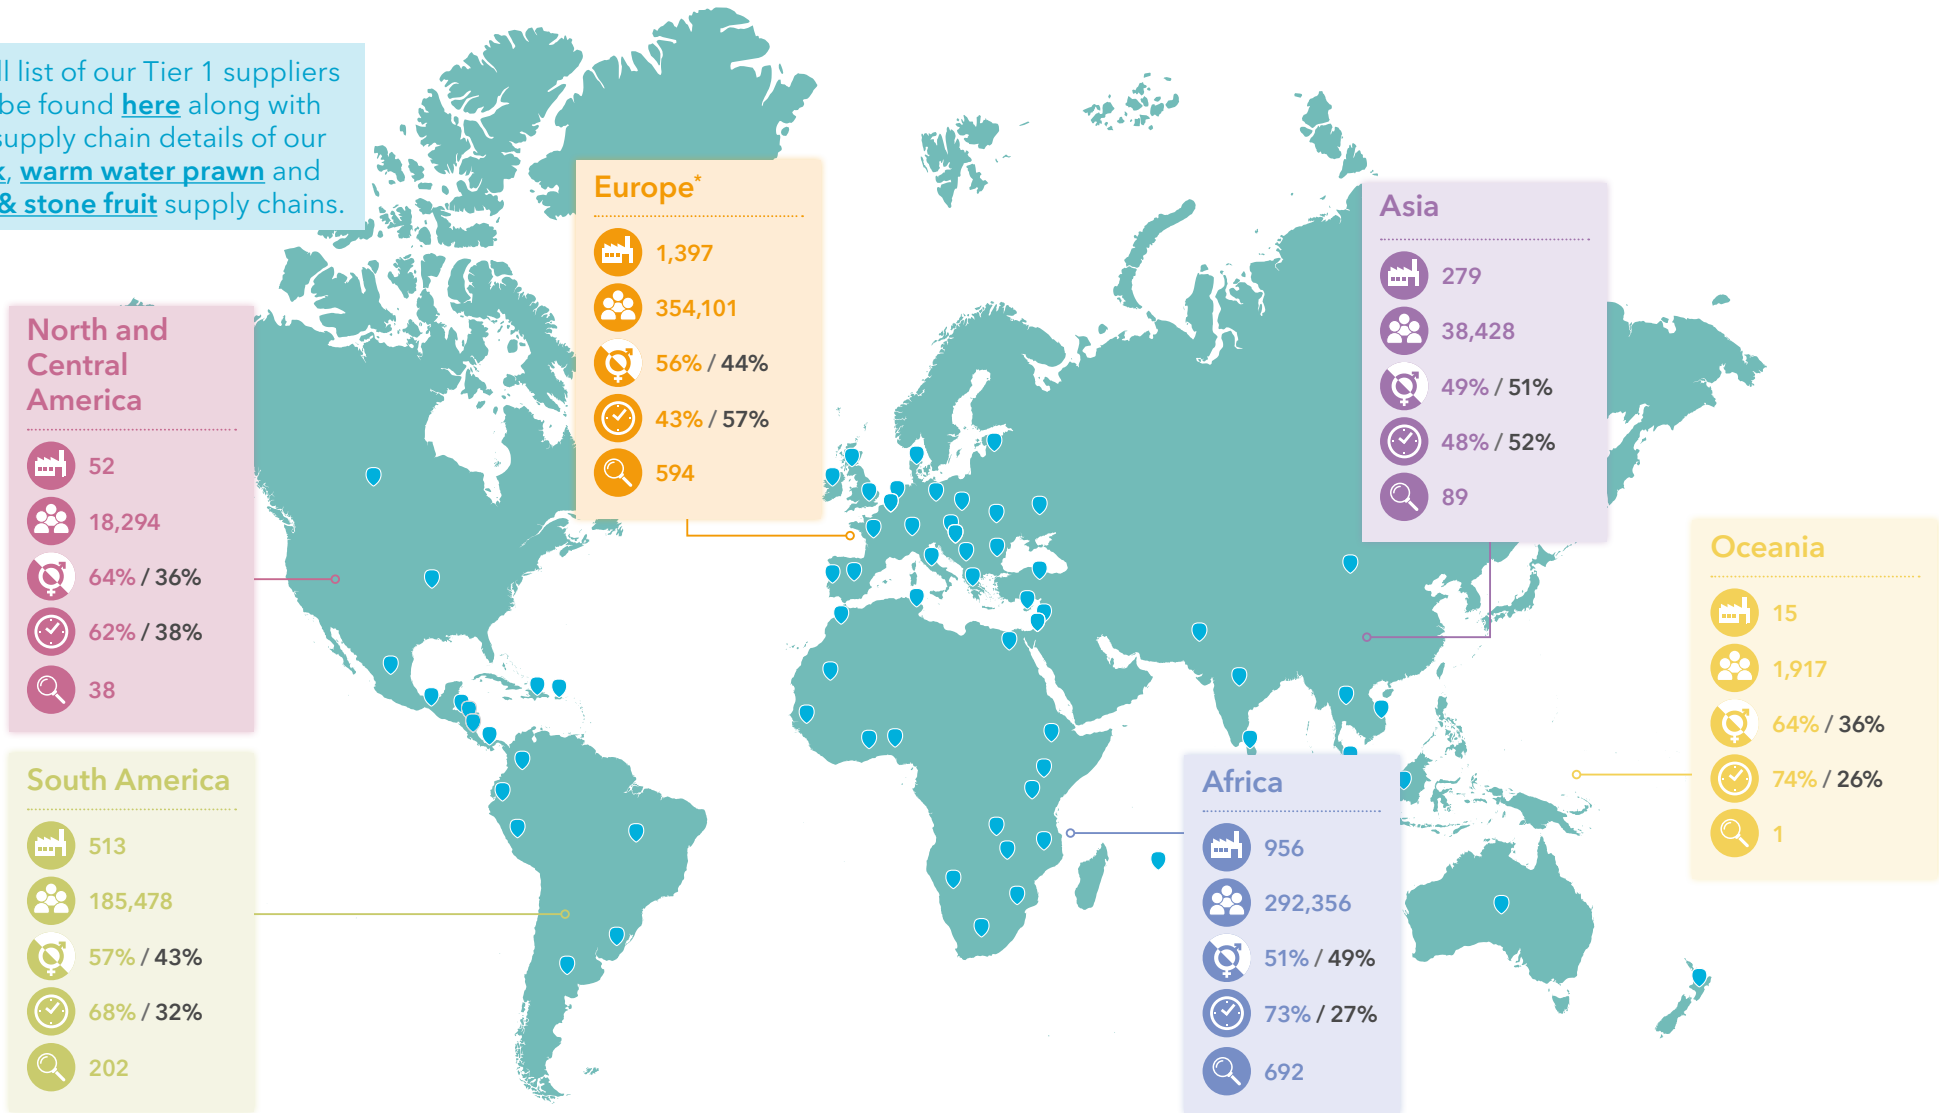 list of our Tier 1 suppliers
be found here along with
supply chain details of our
, warm water prawn and
& stone fruit supply chains.
Europe*
1,397
354,101
56% / 44%
43% / 57%
594
Asia
279
38,428
49% / 51%
48% / 52%
89
North and
Central
America
52
18,294
64% / 36%
62% / 38%
38
Oceania
15
1,917
64% / 36%
74% / 26%
1
South America
513
185,478
57% / 43%
68% / 32%
202
Africa
956
292,356
51% / 49%
73% / 27%
692